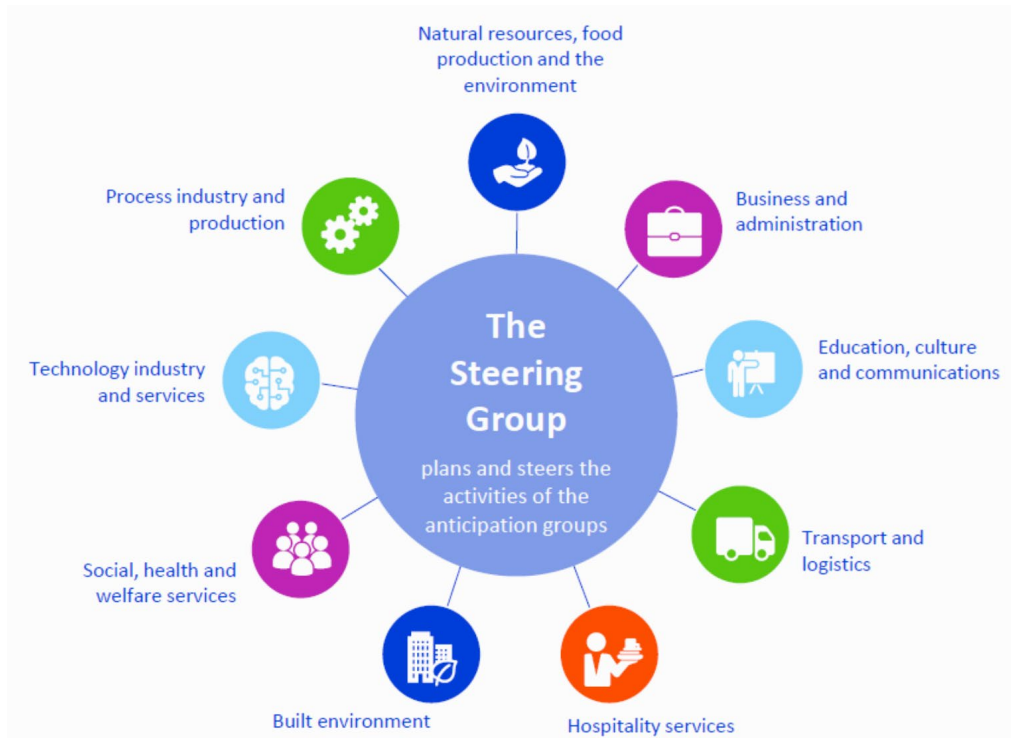 Natural resources, food
production and the
environment
Process industry and
production
Business and
administration
The
Steering
Group
plans and steers the
activities of the
anticipation groups
Technology industry
and services
Education, culture
and communications
Social, health and
welfare services
Transport and
logistics
Built environment
Hospitality services